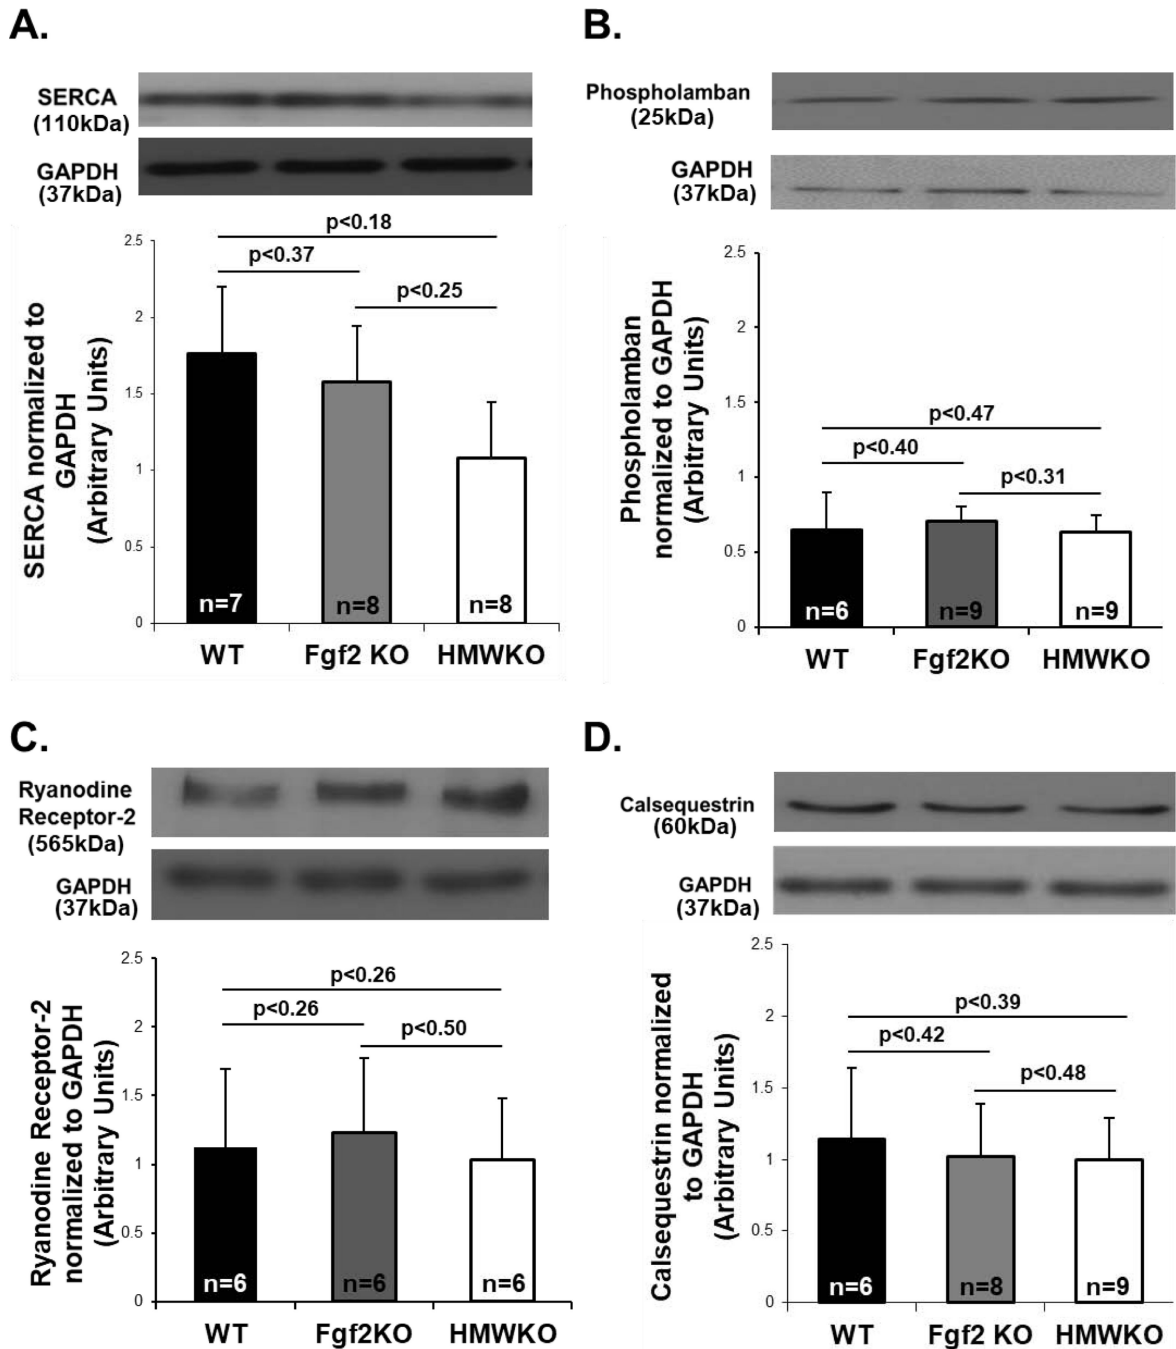 A.
SERCA
(110kDa)
GAPDH
(37kDa)
SERCA normalized to
GAPDH
(Arbitrary Units)
2.5
2
1.5
1
0.5
0
p<0.18
p<0.37
p<0.25
n=7
n=8
n=8
WT
Fgf2 KO
HMWKO
B.
Phospholamban
(25kDa)
GAPDH
(37kDa)
Phospholamban
normalized to GAPDH
(Arbitrary Units)
2.5
2
1.5
1
0.5
0
p<0.47
p<0.40
p<0.31
n=6
n=9
n=9
WT
Fgf2KO
HMWKO
C.
Ryanodine
Receptor-2
(565kDa)
GAPDH
(37kDa)
Ryanodine Receptor-2
normalized to GAPDH
(Arbitrary Units)
2.5
2
1.5
1
0.5
0
p<0.26
p<0.26
p<0.50
n=6
n=6
n=6
WT
Fgf2KO
HMWKO
D.
Calsequestrin
(60kDa)
GAPDH
(37kDa)
Calsequestrin normalized
to GAPDH
(Arbitrary Units)
2.5
2
1.5
1
0.5
0
p<0.39
p<0.42
p<0.48
n=6
n=8
n=9
WT
Fgf2 KO
HMWKO